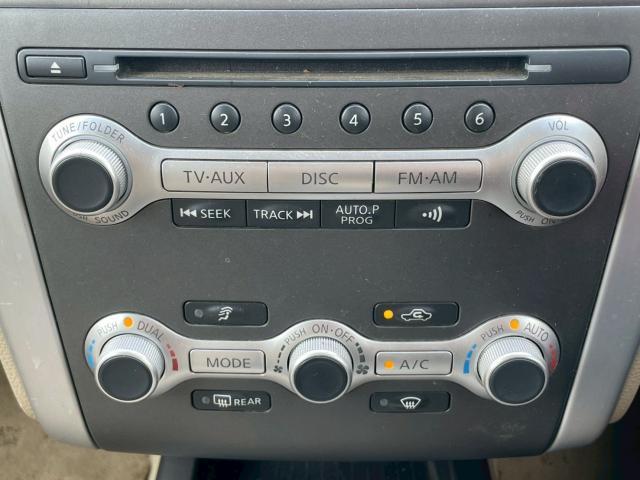 1 2 3 4 5 6
TUNE/FOLDER
SOUND
TV·AUX DISC FM·AM
VOL
PUSH ON
SEEK TRACK AUTO.P PROG
PUSH DUAL
MODE
PUSH ON·OFF
A/C
PUSH AUTO
REAR